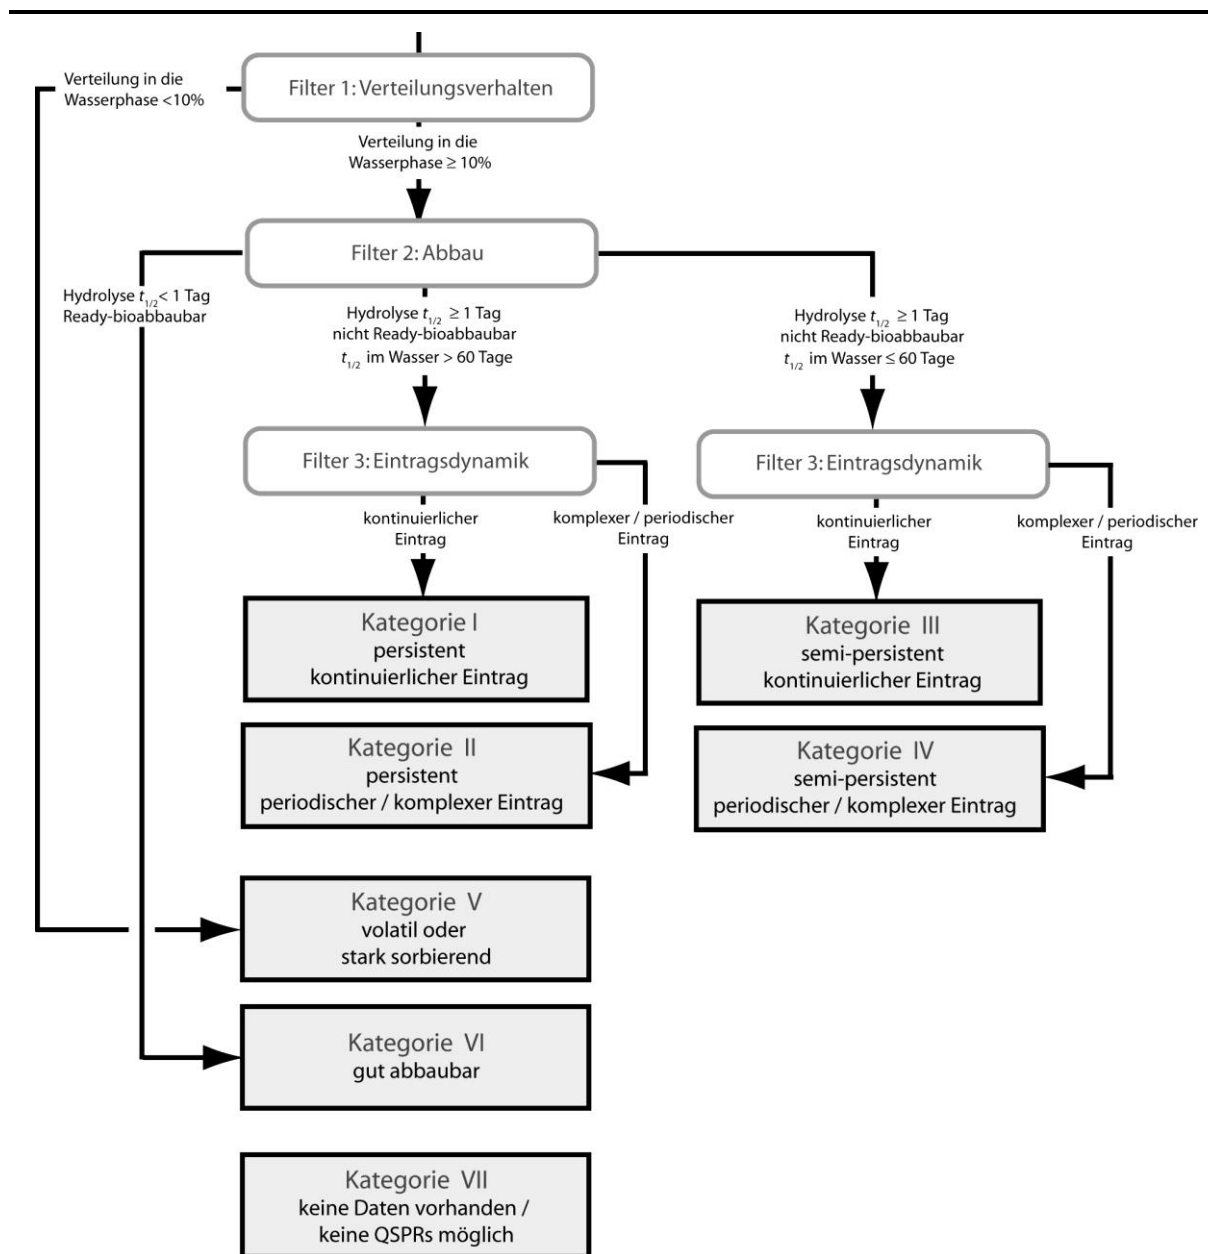 Verteilung in die
Wasserphase <10%
Filter 1: Verteilungsverhalten
Verteilung in die
Wasserphase ≥ 10%
Filter 2: Abbau
Hydrolyse t1/2< 1 Tag
Ready-bioabbaubar
Hydrolyse t1/2 ≥ 1 Tag
nicht Ready-bioabbaubar
t1/2 im Wasser > 60 Tage
Hydrolyse t1/2 ≥ 1 Tag
nicht Ready-bioabbaubar
t1/2 im Wasser ≤ 60 Tage
Filter 3: Eintragsdynamik
Filter 3: Eintragsdynamik
kontinuierlicher
Eintrag
komplexer / periodischer
Eintrag
kontinuierlicher
Eintrag
komplexer / periodischer
Eintrag
Kategorie I
persistent
kontinuierlicher Eintrag
Kategorie III
semi-persistent
kontinuierlicher Eintrag
Kategorie II
persistent
periodischer / komplexer Eintrag
Kategorie IV
semi-persistent
periodischer / komplexer Eintrag
Kategorie V
volatil oder
stark sorbierend
Kategorie VI
gut abbaubar
Kategorie VII
keine Daten vorhanden /
keine QSPRs möglich